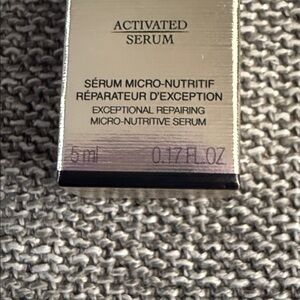 ACTIVATED
SERUM
SÉRUM MICRO-NUTRITIF
RÉPARATEUR D'EXCEPTION
EXCEPTIONAL REPAIRING
MICRO-NUTRITIVE SERUM
5 ml 0.17 FL.OZ